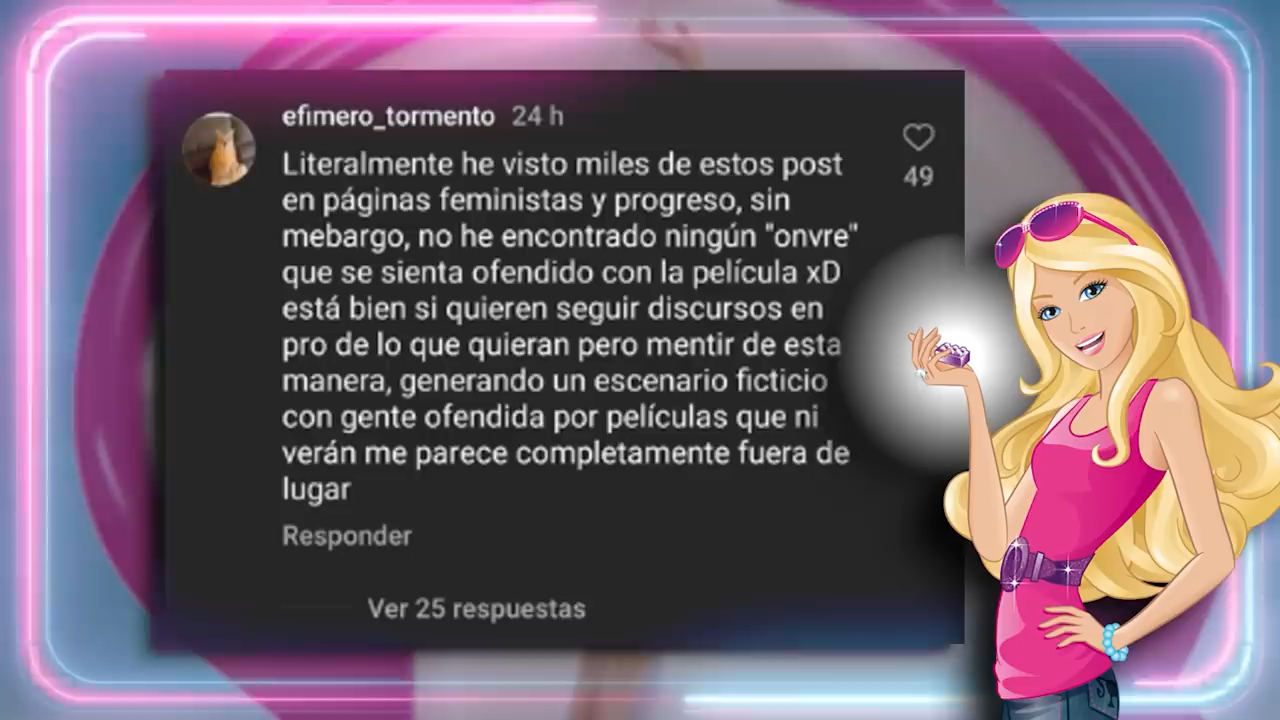 efimero_tormento 24 h
Literalmente he visto miles de estos post
en páginas feministas y progreso, sin
mebargo, no he encontrado ningún "onvre"
que se sienta ofendido con la película xD
está bien si quieren seguir discursos en
pro de lo que quieran pero mentir de esta
manera, generando un escenario ficticio
con gente ofendida por películas que ni
verán me parece completamente fuera de
lugar
49
Responder
Ver 25 respuestas